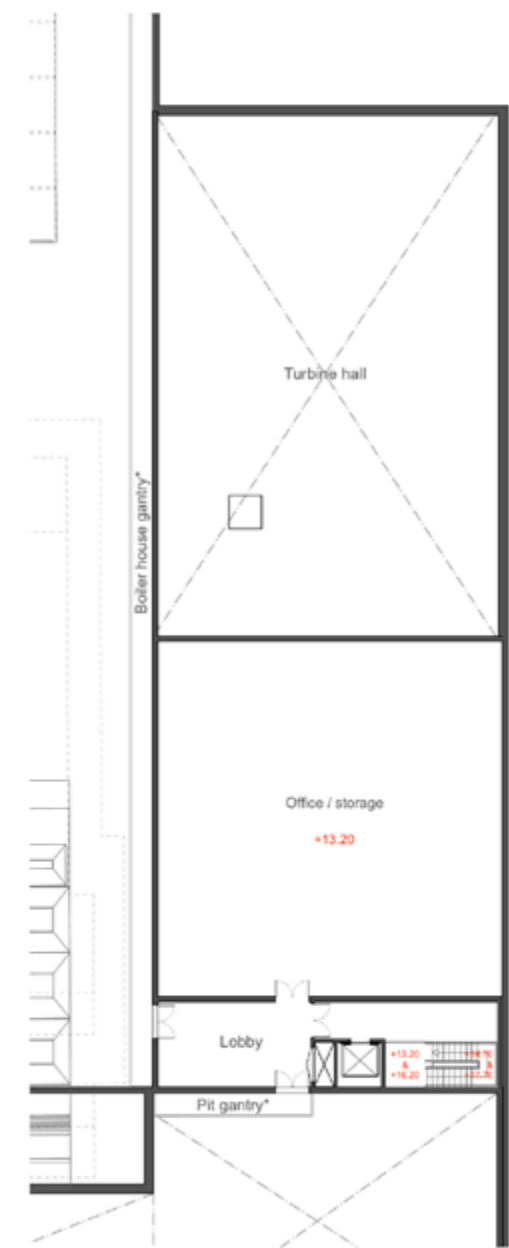 Turbine hall
Boiler house gantry*
Office / storage
+13.20
Lobby
+13.20
&
+16.20
&
Pit gantry*